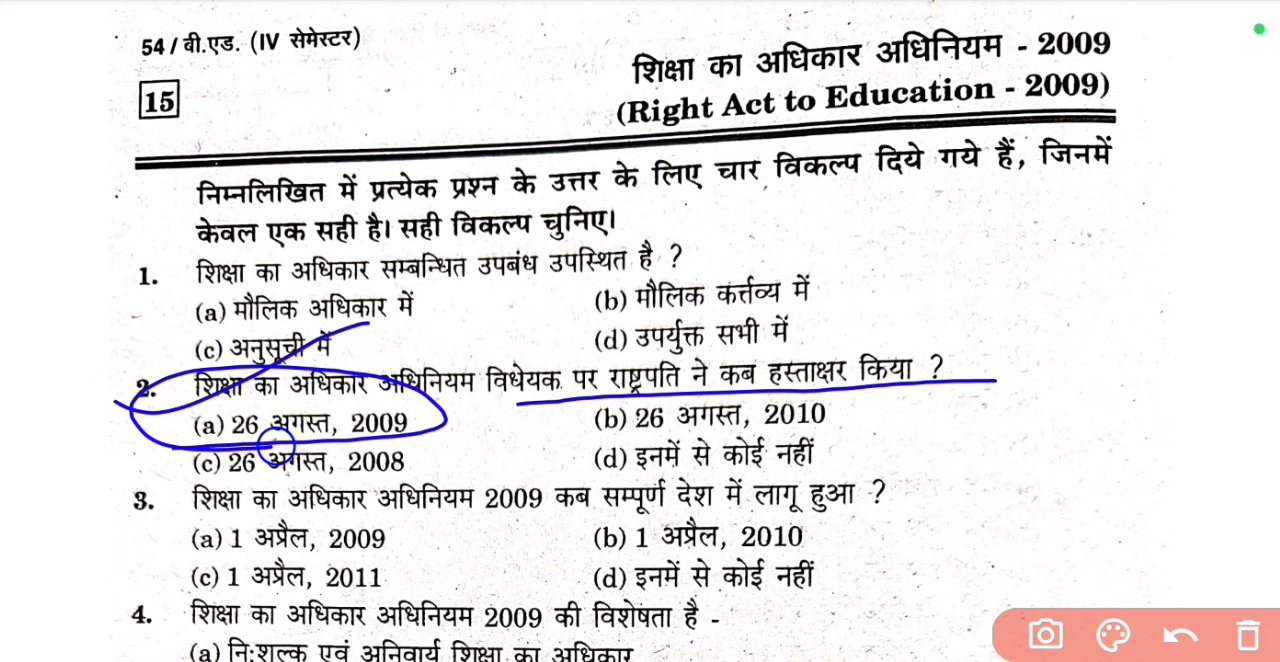 54 / बी.एड. (IV सेमेस्टर)
15
शिक्षा का अधिकार अधिनियम - 2009
(Right Act to Education - 2009)
निम्नलिखित में प्रत्येक प्रश्न के उत्तर के लिए चार विकल्प दिये गये हैं, जिनमें
केवल एक सही है। सही विकल्प चुनिए।
1. शिक्षा का अधिकार सम्बन्धित उपबंध उपस्थित है ?
(a) मौलिक अधिकार में (b) मौलिक कर्त्तव्य में
(c) अनुसूची में (d) उपर्युक्त सभी में
2. शिक्षा का अधिकार अधिनियम विधेयक पर राष्ट्रपति ने कब हस्ताक्षर किया ?
(a) 26 अगस्त, 2009 (b) 26 अगस्त, 2010
(c) 26 अगस्त, 2008 (d) इनमें से कोई नहीं
3. शिक्षा का अधिकार अधिनियम 2009 कब सम्पूर्ण देश में लागू हुआ ?
(a) 1 अप्रैल, 2009 (b) 1 अप्रैल, 2010
(c) 1 अप्रैल, 2011 (d) इनमें से कोई नहीं
4. शिक्षा का अधिकार अधिनियम 2009 की विशेषता है -
(a) नि:शुल्क एवं अनिवार्य शिक्षा का अधिकार